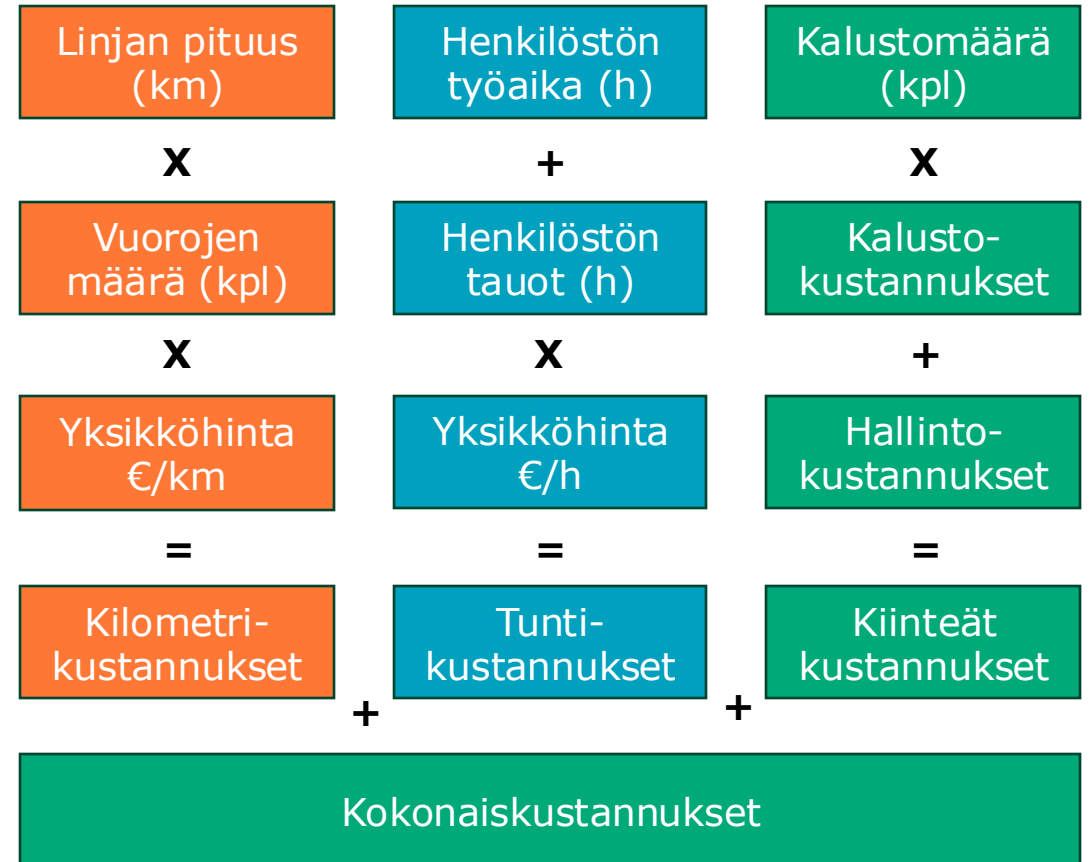 Linjan pituus
(km)
Henkilöstön
työaika (h)
Kalustomäärä
(kpl)
x
+
x
Vuorojen
määrä (kpl)
Henkilöstön
tauot (h)
Kalusto-
kustannukset
x
x
+
Yksikköhinta
€/km
Yksikköhinta
€/h
Hallinto-
kustannukset
=
=
=
Kilometri-
kustannukset
Tunti-
kustannukset
Kiinteät
kustannukset
+
+
Kokonaiskustannukset